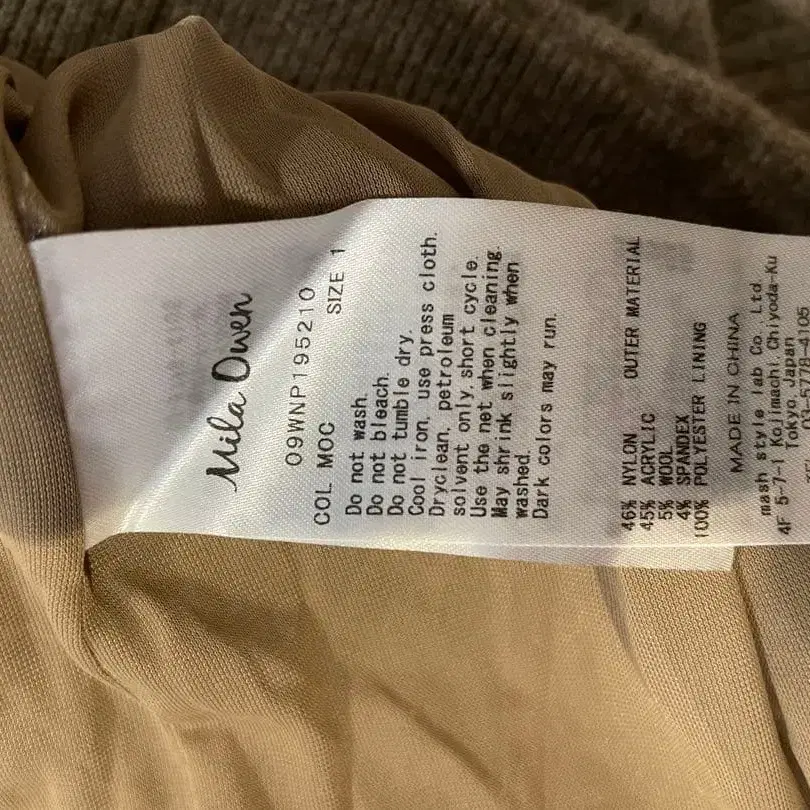 Mila Owen
09WNP195210
COL MOC SIZE 1
Do not wash.
Do not bleach.
Do not tumble dry.
Cool iron, use press cloth.
Dryclean, petroleum
solvent only, short cycle.
Use the net when cleaning.
May shrink slightly when
washed.
Dark colors may run.
46% NYLON OUTER MATERIAL
45% ACRYLIC
5% WOOL
4% SPANDEX
100% POLYESTER LINING
MADE IN CHINA
mash style lab Co., Ltd.
4F 5-7-1 Kojimachi, Chiyoda-Ku
Tokyo, Japan